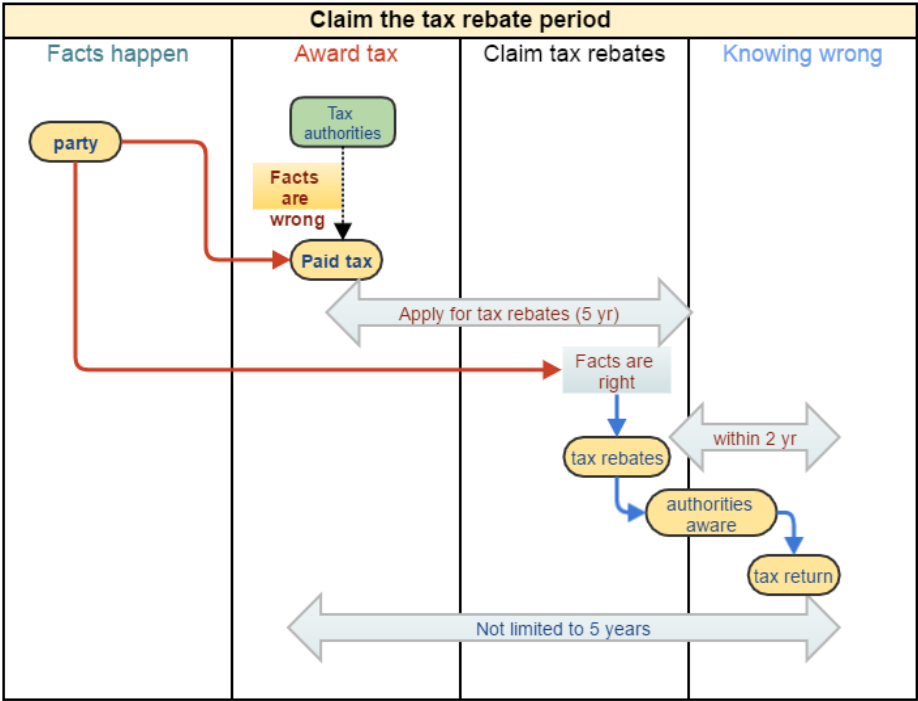 Claim the tax rebate period
Facts happen
Award tax
Claim tax rebates
Knowing wrong
Tax
authorities
party
Facts
are
wrong
Paid tax
Apply for tax rebates (5 yr)
Facts are
right
within 2 yr
tax rebates
authorities
aware
tax return
Not limited to 5 years